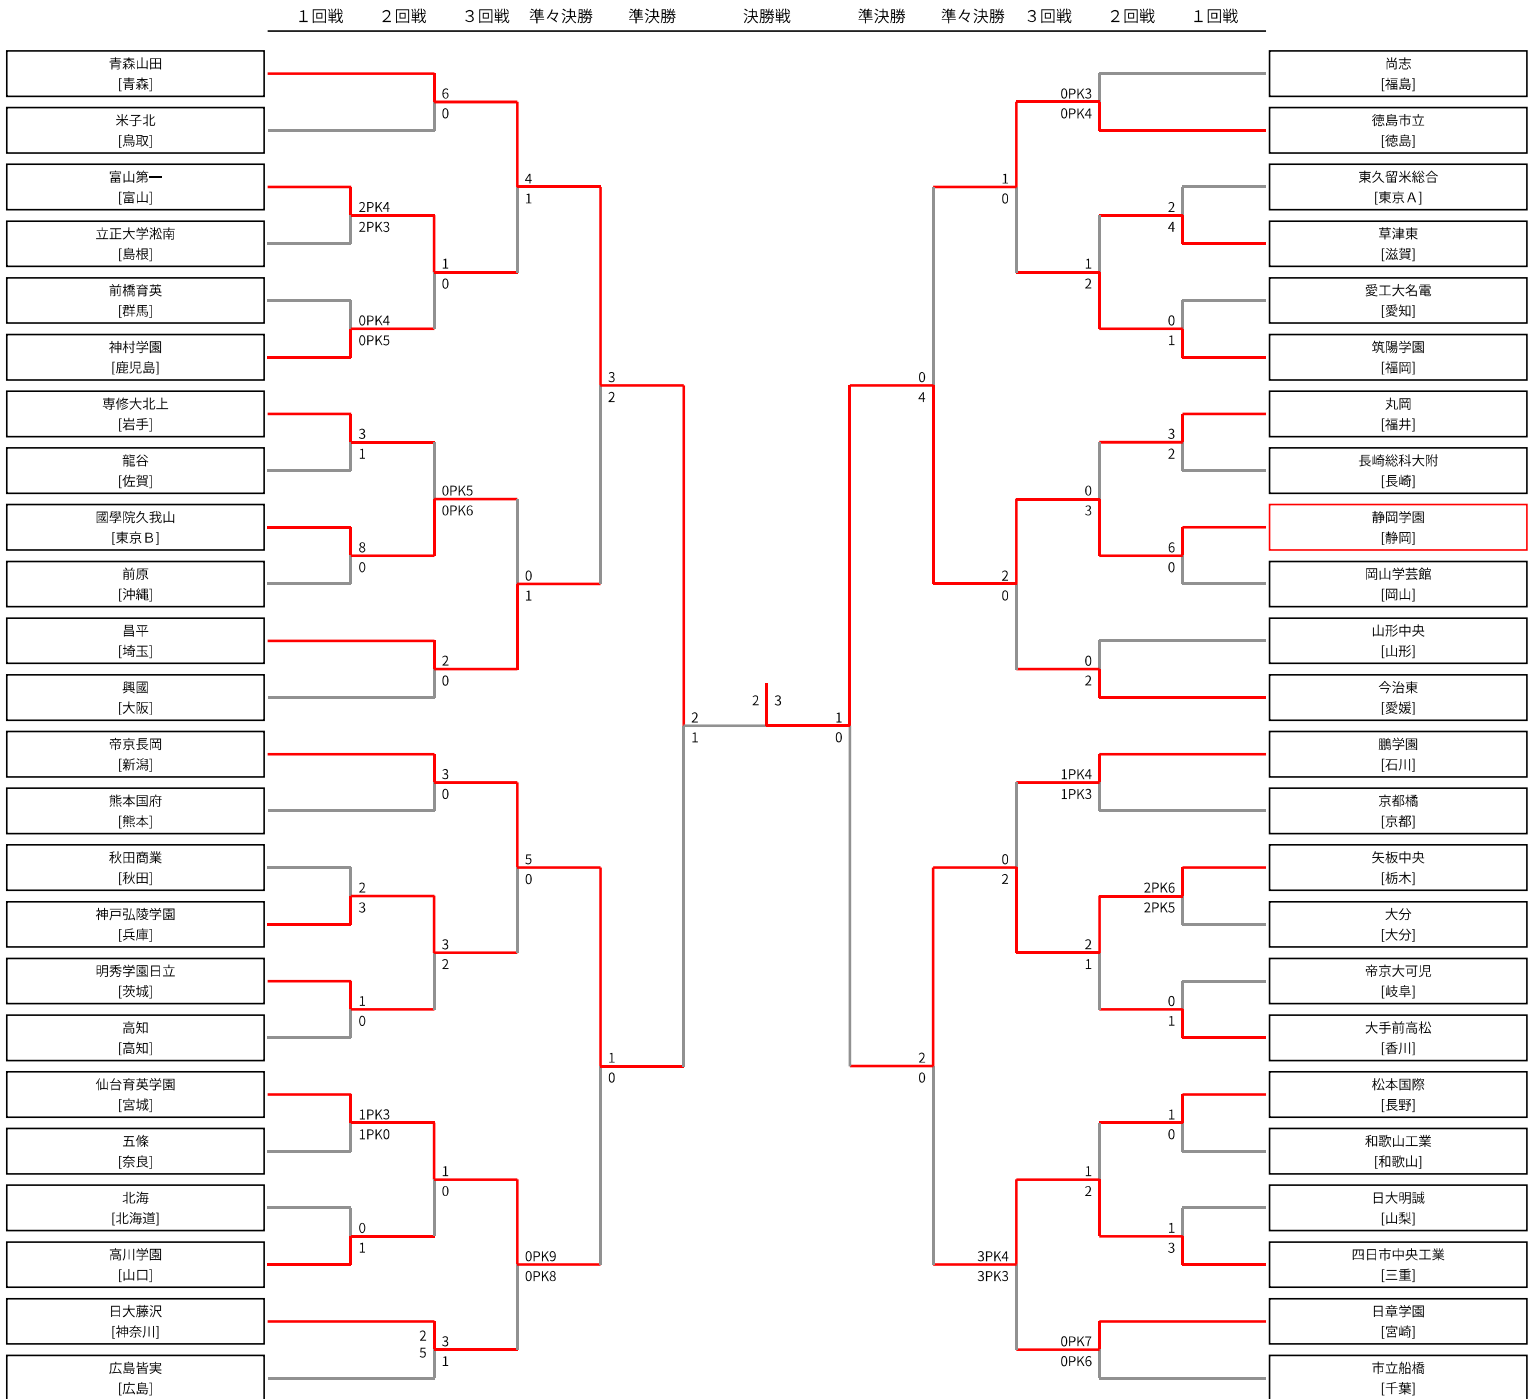 １回戦 ２回戦 ３回戦 準々決勝 準決勝 決勝戦 準決勝 準々決勝 ３回戦 ２回戦 １回戦
青森山田
[青森]
米子北
[鳥取]
富山第一
[富山]
立正大学淞南
[島根]
前橋育英
[群馬]
神村学園
[鹿児島]
専修大北上
[岩手]
龍谷
[佐賀]
國學院久我山
[東京Ｂ]
前原
[沖縄]
昌平
[埼玉]
興國
[大阪]
帝京長岡
[新潟]
熊本国府
[熊本]
秋田商業
[秋田]
神戸弘陵学園
[兵庫]
明秀学園日立
[茨城]
高知
[高知]
仙台育英学園
[宮城]
五條
[奈良]
北海
[北海道]
高川学園
[山口]
日大藤沢
[神奈川]
広島皆実
[広島]
2PK4
2PK3
0PK4
0PK5
3
1
8
0
2
3
1
0
1PK3
1PK0
0
1
2
5
6
0
1
0
0PK5
0PK6
2
0
3
0
3
2
1
0
3
1
4
1
0
1
5
0
0PK9
0PK8
3
2
1
0
2
1
2 3
1
0
0
4
2
0
1
0
2
0
0
2
3PK4
3PK3
0PK3
0PK4
1
2
0
3
0
2
1PK4
1PK3
2
1
1
2
0PK7
0PK6
2
4
0
1
3
2
6
0
2PK6
2PK5
0
1
1
0
1
3
尚志
[福島]
徳島市立
[徳島]
東久留米総合
[東京Ａ]
草津東
[滋賀]
愛工大名電
[愛知]
筑陽学園
[福岡]
丸岡
[福井]
長崎総科大附
[長崎]
静岡学園
[静岡]
岡山学芸館
[岡山]
山形中央
[山形]
今治東
[愛媛]
鵬学園
[石川]
京都橘
[京都]
矢板中央
[栃木]
大分
[大分]
帝京大可児
[岐阜]
大手前高松
[香川]
松本国際
[長野]
和歌山工業
[和歌山]
日大明誠
[山梨]
四日市中央工業
[三重]
日章学園
[宮崎]
市立船橋
[千葉]